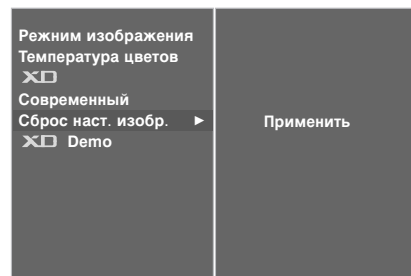 Режим изображения
Температура цветов
XD
Современный
Сброс наст. изобр. ►
Применить
XD Demo